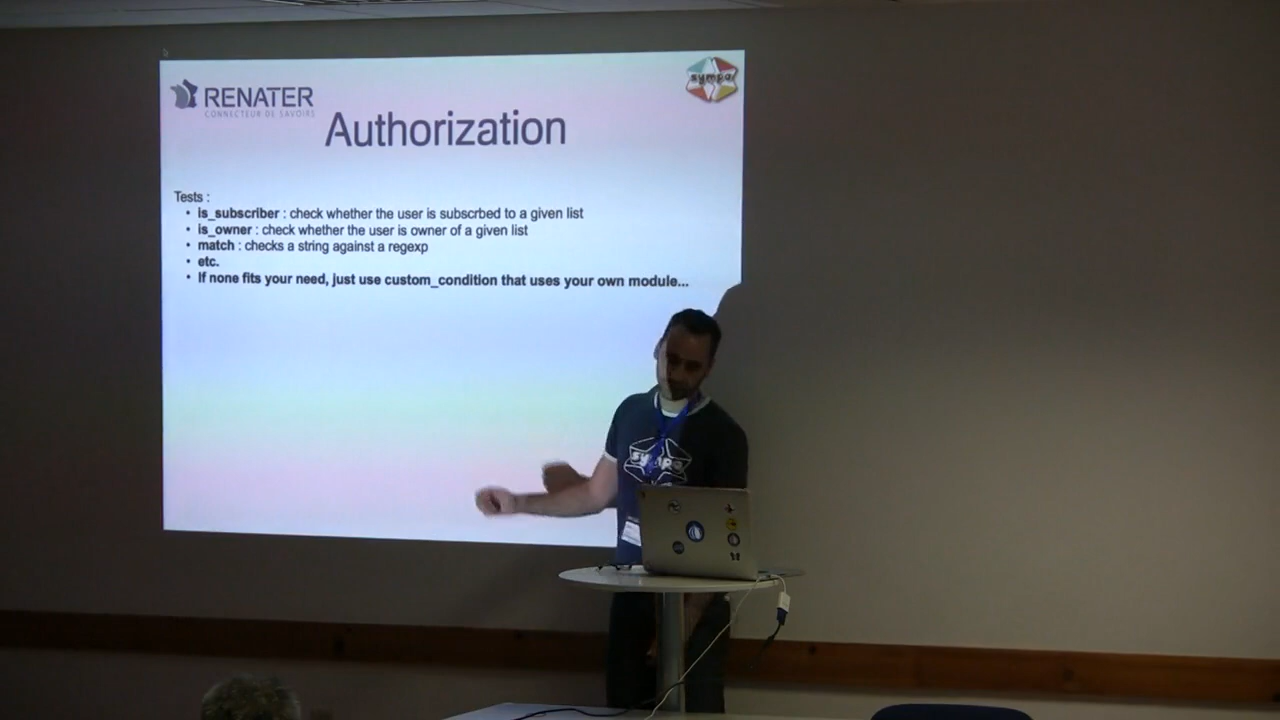 RENATER
CONNECTEUR DE SAVOIRS
sympa
Authorization
Tests :
• is_subscriber : check whether the user is subscrbed to a given list
• is_owner : check whether the user is owner of a given list
• match : checks a string against a regexp
• etc.
• If none fits your need, just use custom_condition that uses your own module...
sympa